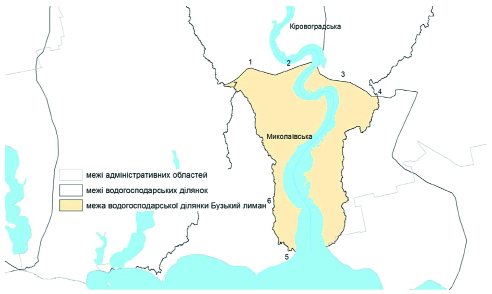 Кіровоградська
1
2
3
4
7
Миколаївська
межі адміністративних областей
межі водогосподарських ділянок
6
межа водогосподарської ділянки Бузький лиман
5